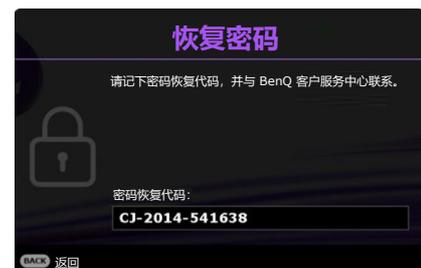 恢复密码
请记下密码恢复代码，并与 BenQ 客户服务中心联系。
密码恢复代码：
CJ-2014-541638
BACK 返回